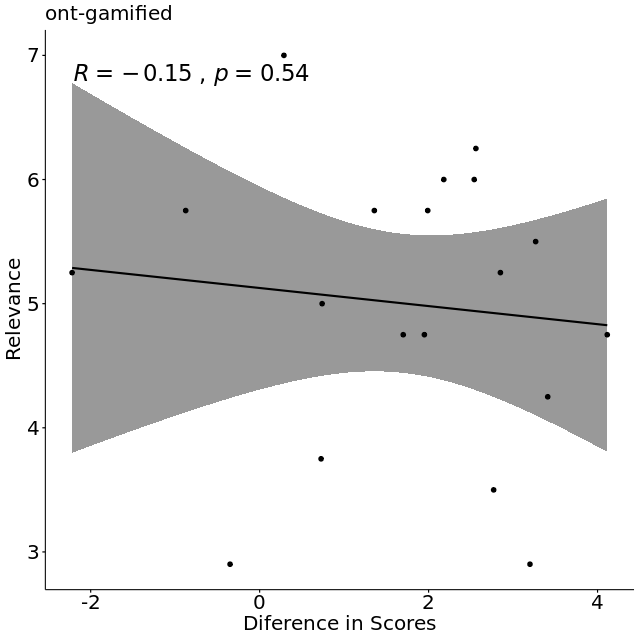 ont-gamified
R = −0.15 , p = 0.54
7
6
5
4
3
Relevance
-2 0 2 4
Diference in Scores